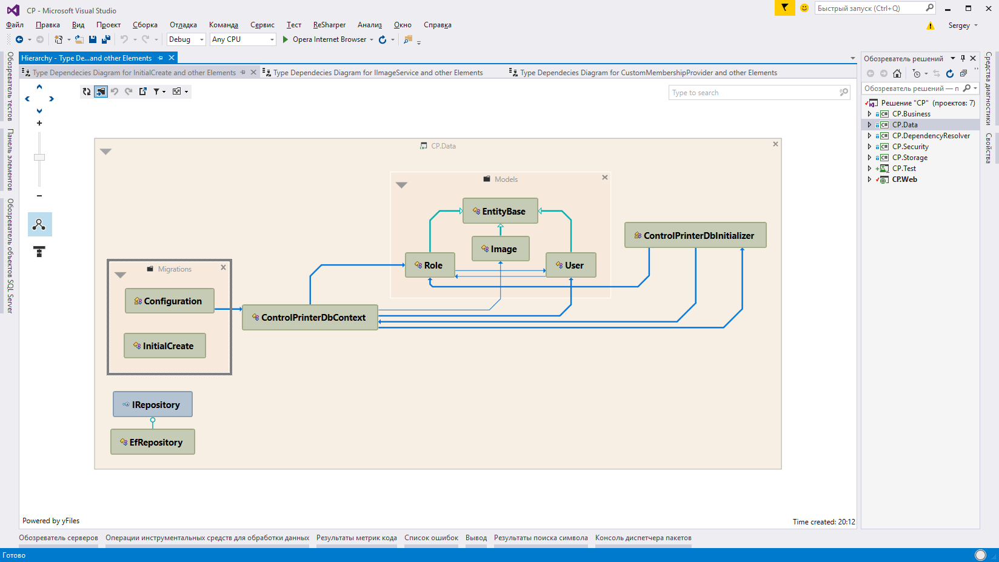 CP - Microsoft Visual Studio
Быстрый запуск (Ctrl+Q)
Файл Правка Вид Проект Сборка Отладка Команда Сервис Тест ReSharper Анализ Окно Справка
Sergey
Debug Any CPU Opera Internet Browser
Обозреватель тестов
Панель элементов
Обозреватель объектов SQL Server
Hierarchy - Type De...and other Elements
Type Dependecies Diagram for InitialCreate and other Elements
Type Dependecies Diagram for IImageService and other Elements
Type Dependecies Diagram for CustomMembershipProvider and other Elements
Type to search
CP.Data
Models
EntityBase
Image
Role
User
ControlPrinterDbInitializer
Migrations
Configuration
ControlPrinterDbContext
InitialCreate
IRepository
EfRepository
Powered by yFiles
Time created: 20:12
Обозреватель решений
Обозреватель решений — п
Решение "CP" (проектов: 7)
CP.Business
CP.Data
CP.DependencyResolver
CP.Security
CP.Storage
CP.Test
CP.Web
Средства диагностики
Свойства
Обозреватель серверов Операции инструментальных средств для обработки данных Результаты метрик кода Список ошибок Вывод Результаты поиска символа Консоль диспетчера пакетов
Готово